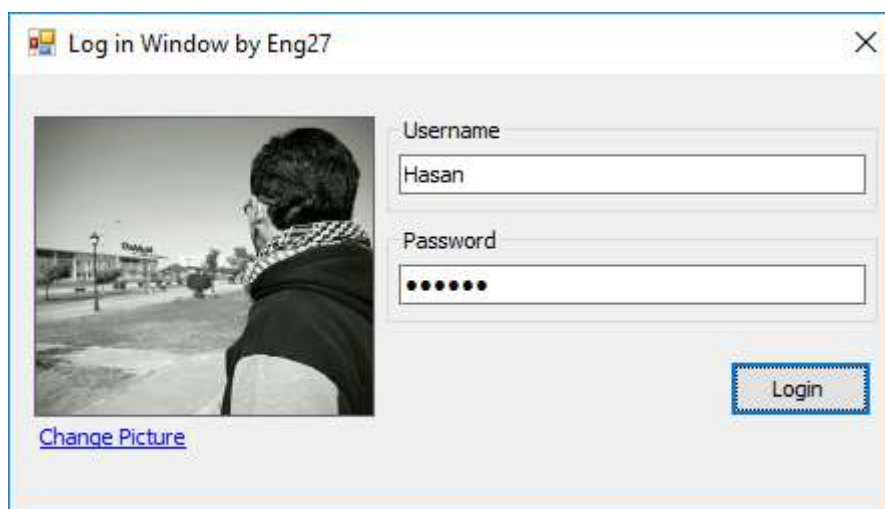 Log in Window by Eng27
Username
Hasan
Password
••••••
Login
Change Picture